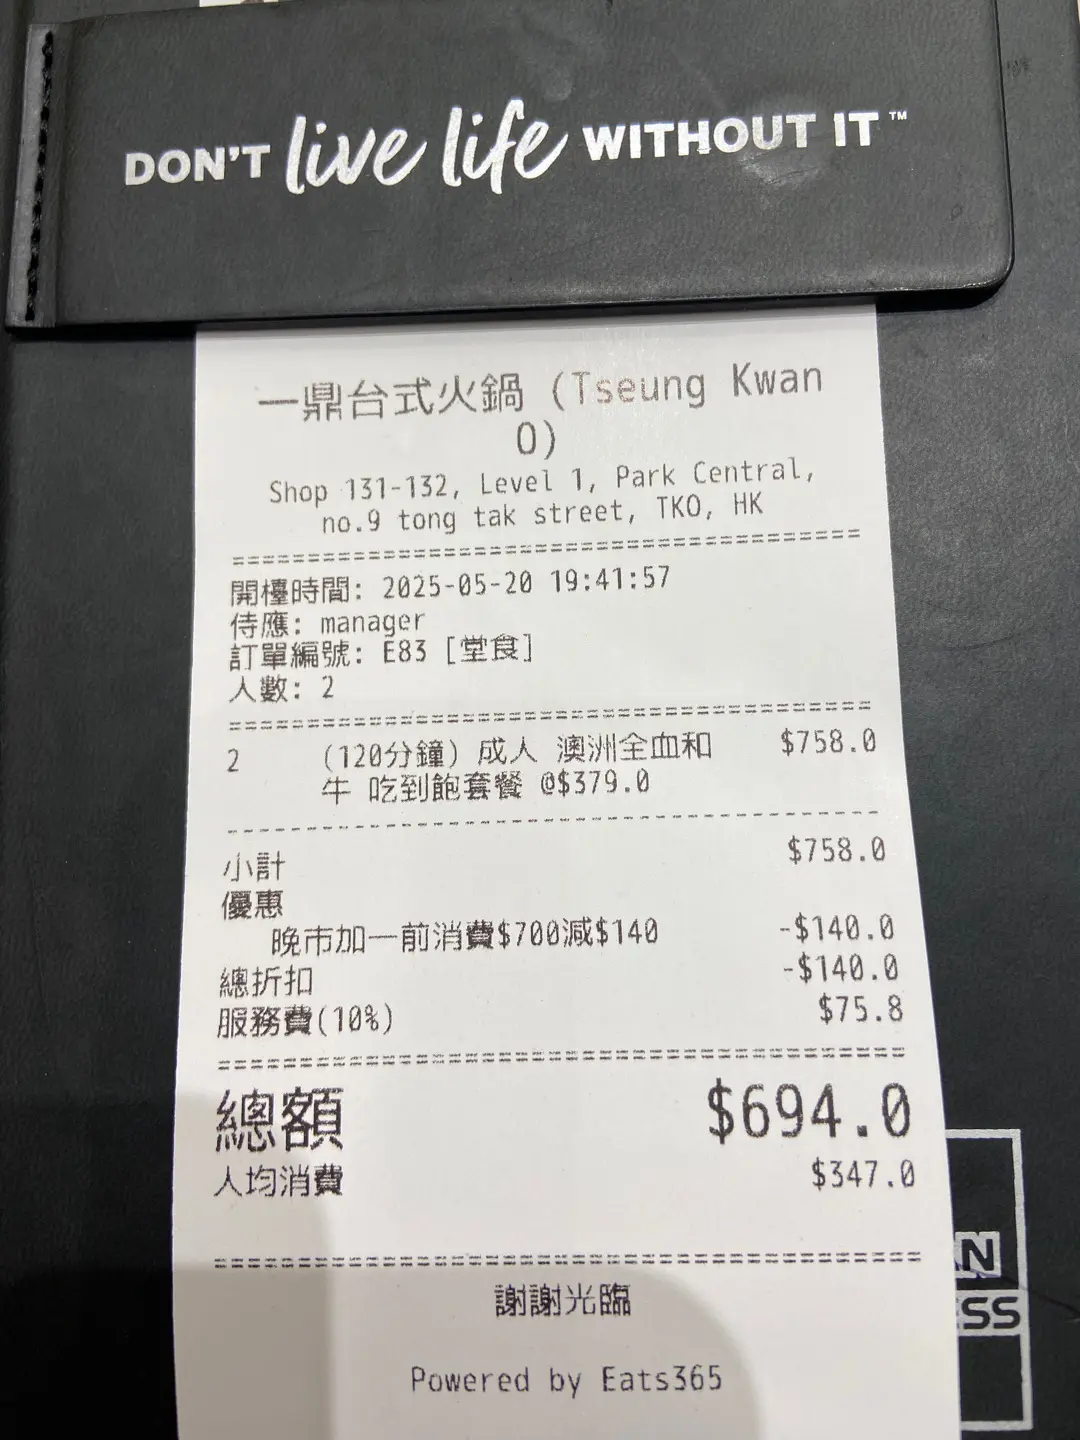 DON'T live life WITHOUT IT™
一鼎台式火鍋 (Tseung Kwan
O)
Shop 131-132, Level 1, Park Central,
no.9 tong tak street, TKO, HK
開檯時間: 2025-05-20 19:41:57
侍應: manager
訂單編號: E83 [堂食]
人數: 2
2 (120分鐘) 成人 澳洲全血和 $758.0
牛 吃到飽套餐 @$379.0
小計 $758.0
優惠
晚市加一前消費$700減$140 -$140.0
總折扣 -$140.0
服務費(10%) $75.8
總額 $694.0
人均消費 $347.0
謝謝光臨
Powered by Eats365